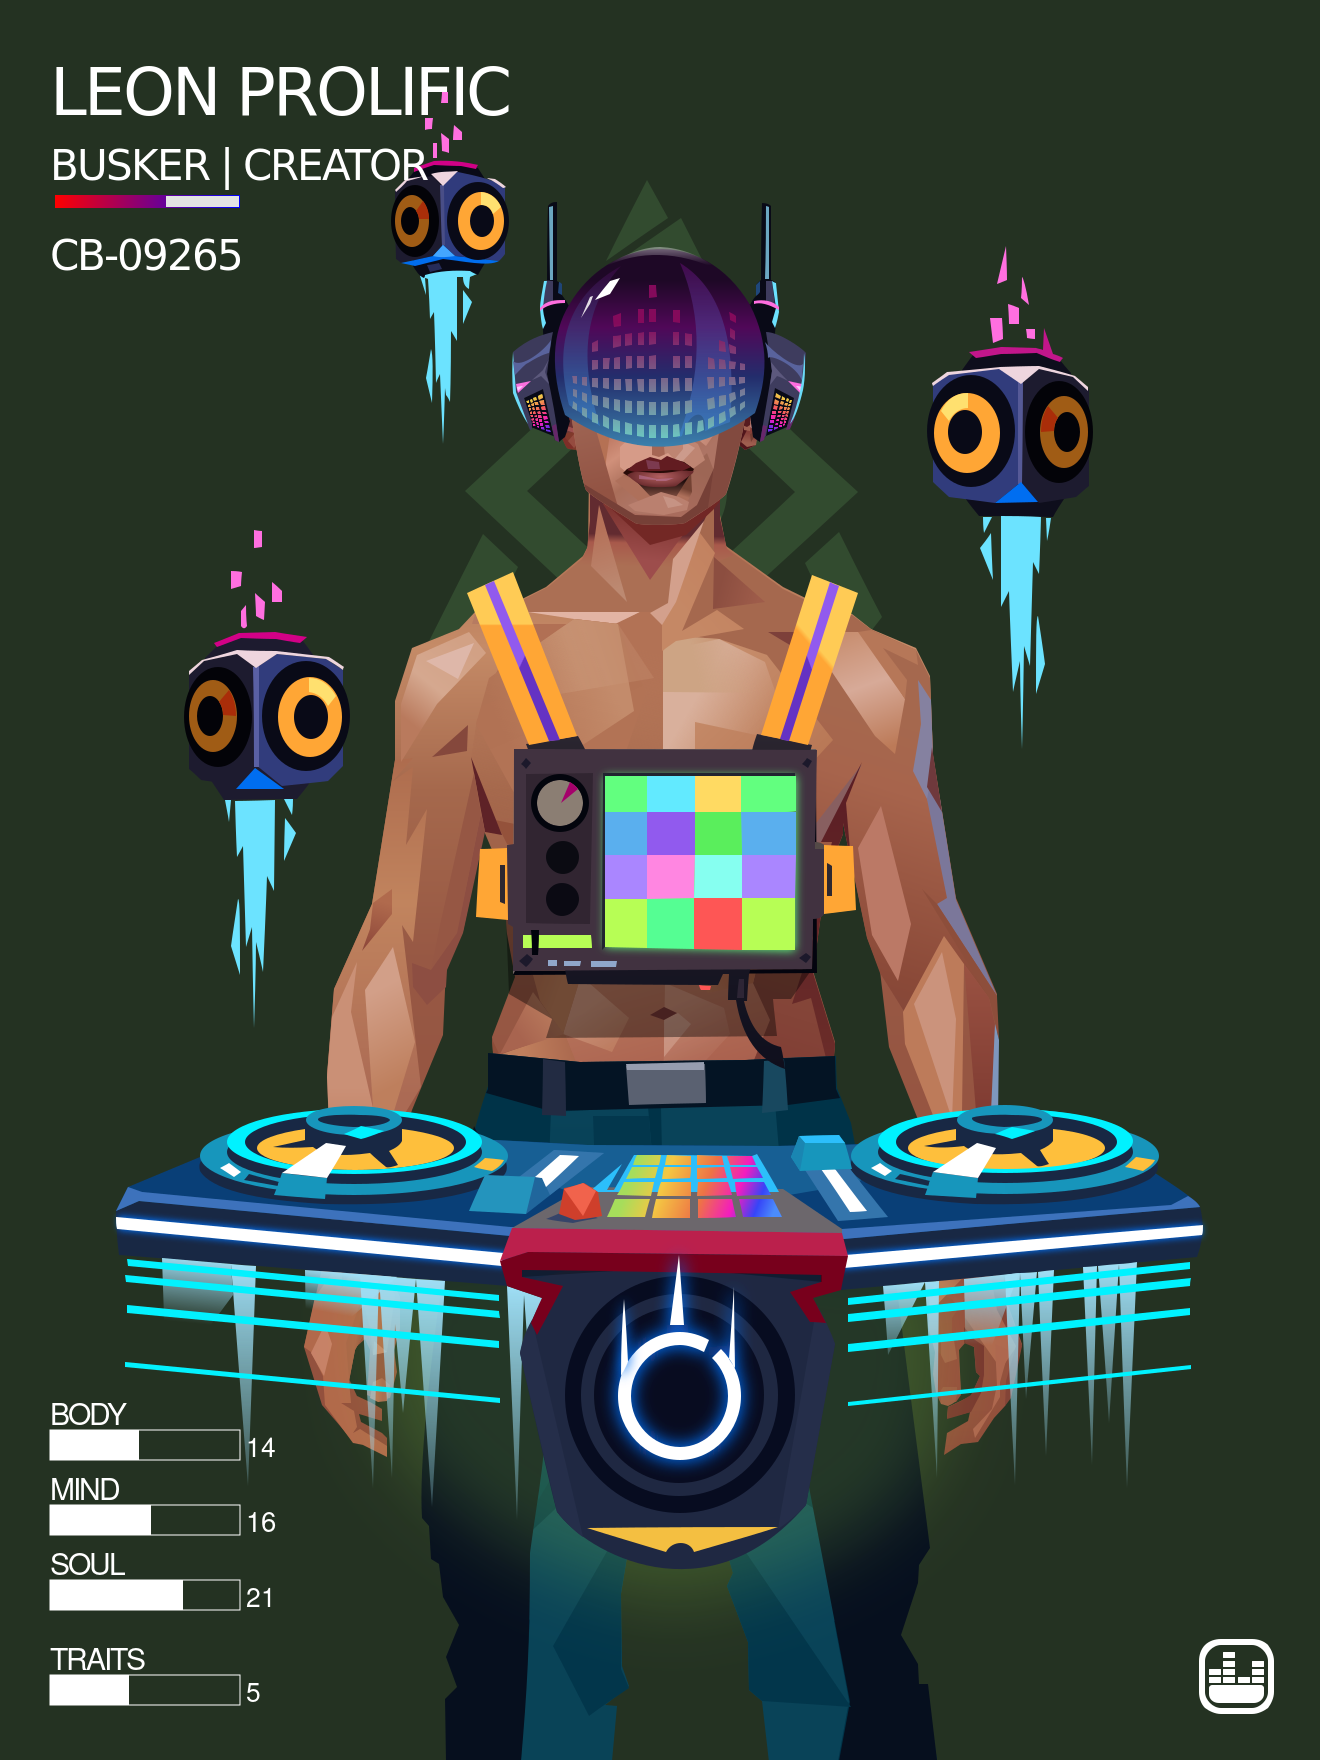 LEON PROLIFIC
BUSKER | CREATOR
CB-09265
BODY
14
MIND
16
SOUL
21
TRAITS
5